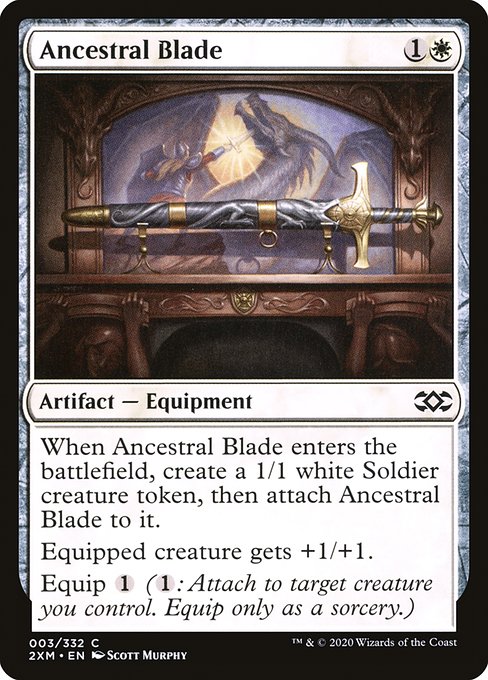 Ancestral Blade 1
Artifact — Equipment
When Ancestral Blade enters the
battlefield, create a 1/1 white Soldier
creature token, then attach Ancestral
Blade to it.
Equipped creature gets +1/+1.
Equip 1 (1: Attach to target creature
you control. Equip only as a sorcery.)
003/332 C
2XM • EN Scott Murphy
™ & © 2020 Wizards of the Coast